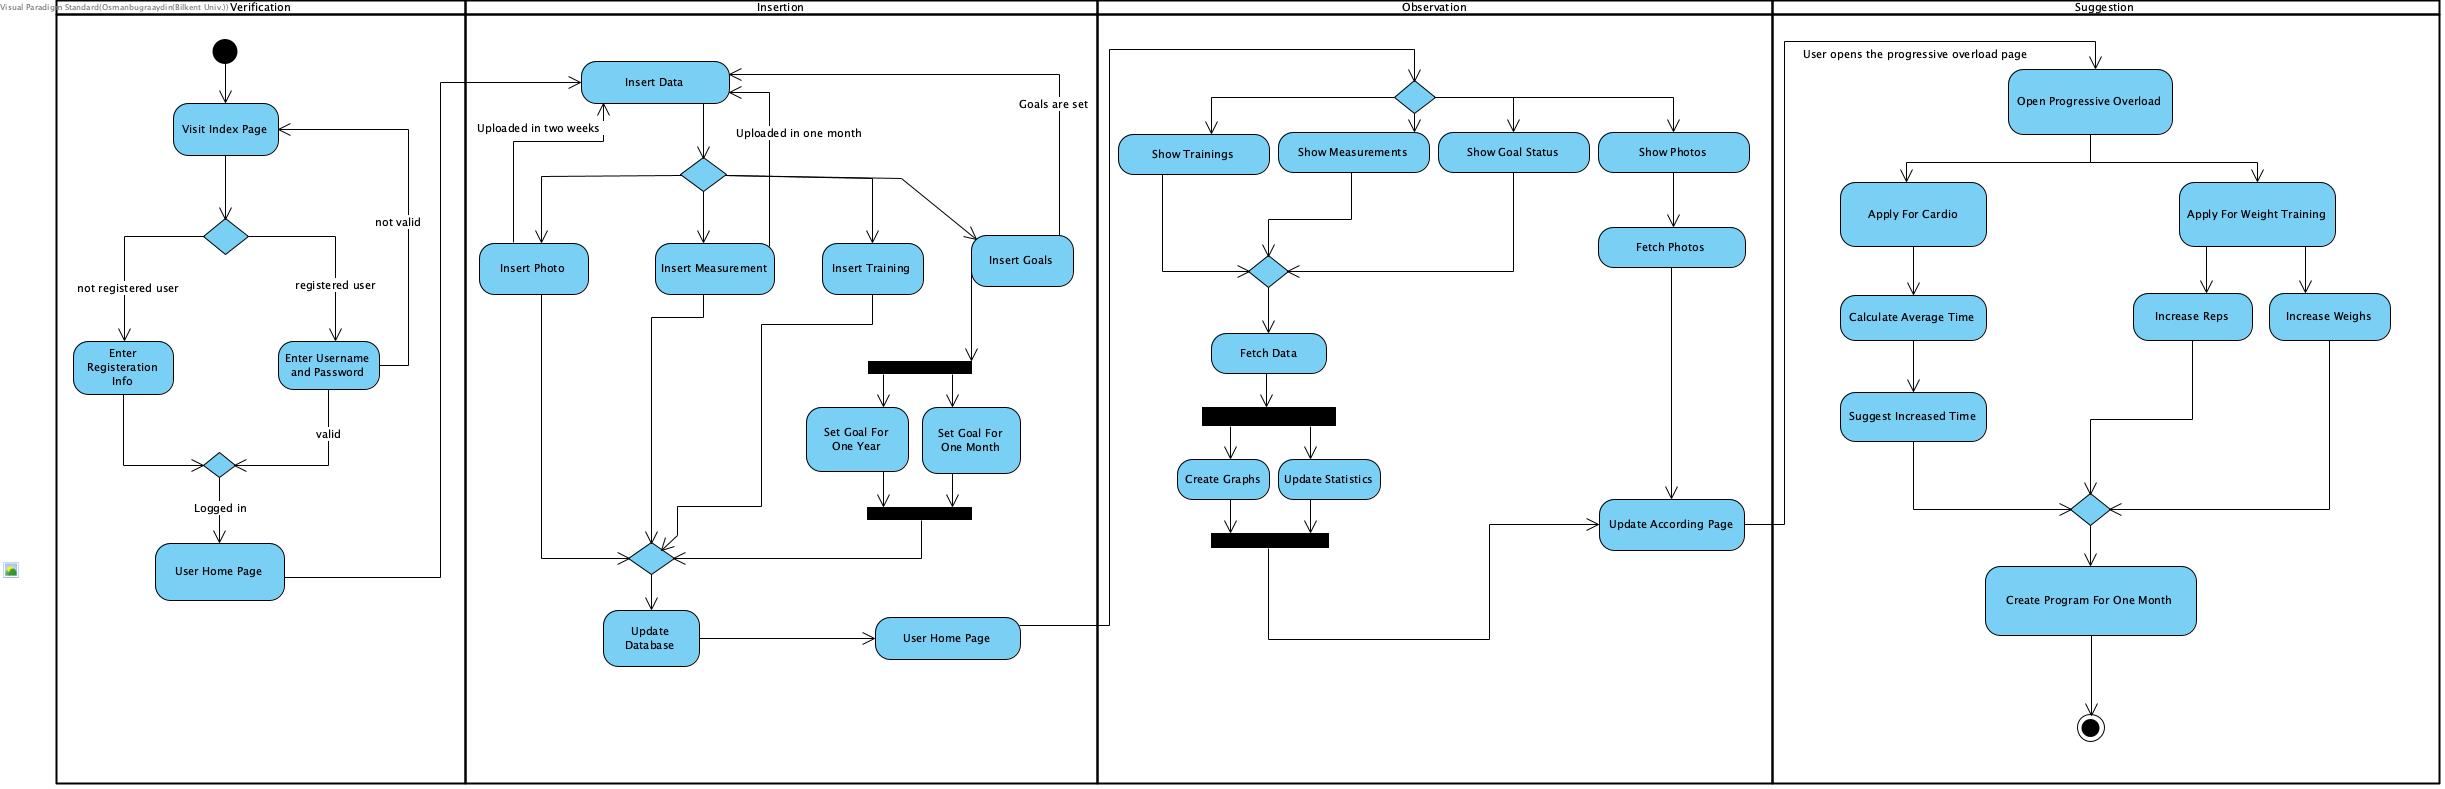 Visual Paradigm Standard(Osmanbugraaydin(Bilkent Univ.))
Verification
Insertion
Observation
Suggestion
Visit Index Page
not valid
not registered user
registered user
Enter
Registeration
Info
Enter Username
and Password
valid
Logged in
User Home Page
Insert Data
Goals are set
Uploaded in two weeks
Uploaded in one month
Insert Photo
Insert Measurement
Insert Training
Insert Goals
Set Goal For
One Year
Set Goal For
One Month
Update
Database
User Home Page
Show Trainings
Show Measurements
Show Goal Status
Show Photos
Fetch Photos
Fetch Data
Create Graphs
Update Statistics
Update According Page
User opens the progressive overload page
Open Progressive Overload
Apply For Cardio
Apply For Weight Training
Calculate Average Time
Increase Reps
Increase Weighs
Suggest Increased Time
Create Program For One Month